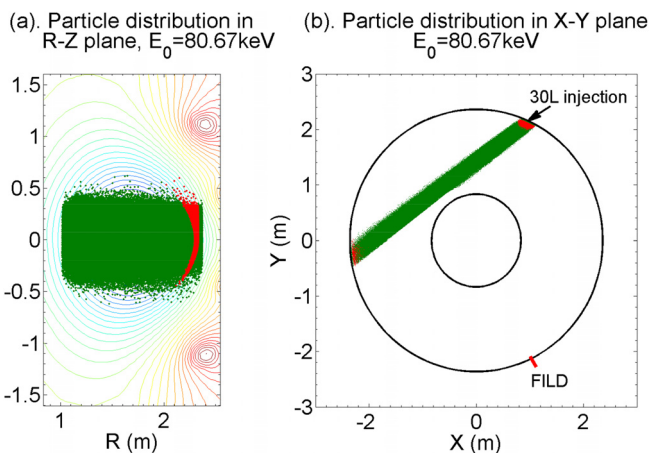 (a). Particle distribution in
R-Z plane, E0=80.67keV
(b). Particle distribution in X-Y plane
E0=80.67keV
1
0.5
0
-0.5
-1
-1.5
1
2
R (m)
3
2
1
0
-1
-2
-3
-2
0
2
X (m)
Y (m)
30L injection
FILD